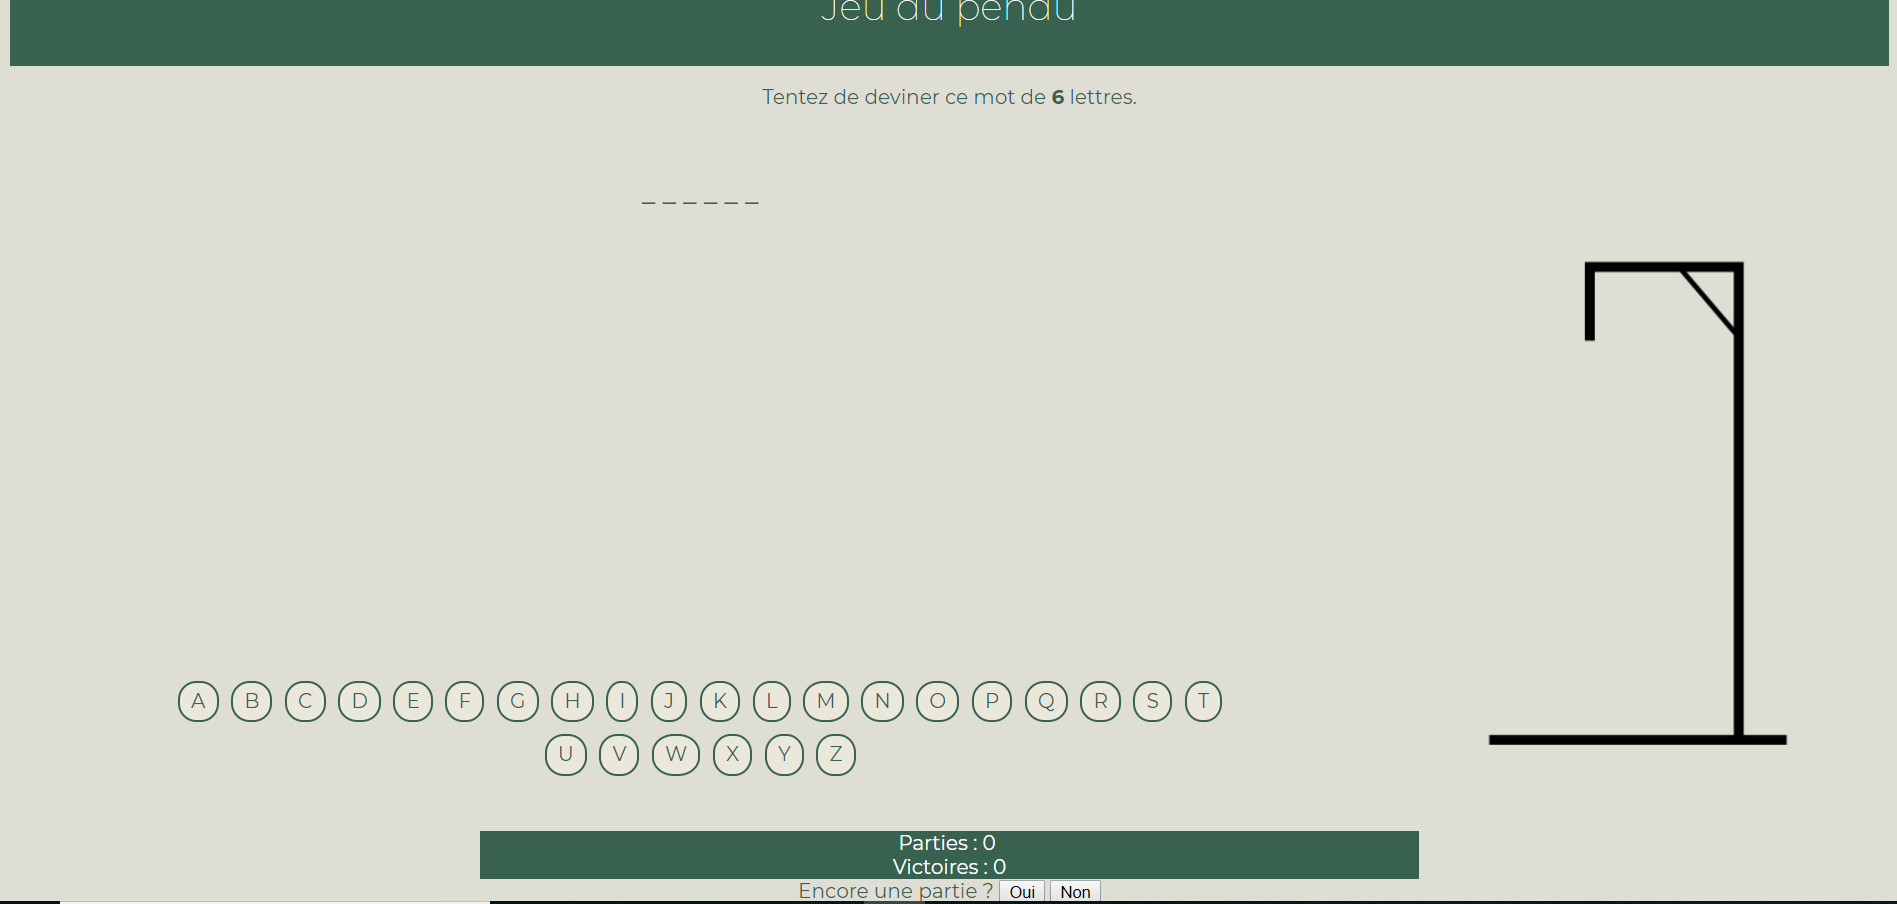 Jeu du pendu
Tentez de deviner ce mot de 6 lettres.
_ _ _ _ _ _
A B C D E F G H I J K L M N O P Q R S T
U V W X Y Z
Parties : 0
Victoires : 0
Encore une partie ? Oui Non